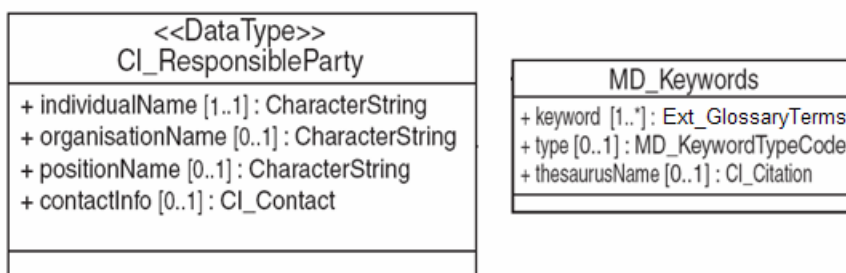 <<DataType>>
CI_ResponsibleParty
+ individualName [1..1] : CharacterString
+ organisationName [0..1] : CharacterString
+ positionName [0..1] : CharacterString
+ contactInfo [0..1] : CI_Contact
MD_Keywords
+ keyword [1..*] : Ext_GlossaryTerms
+ type [0..1] : MD_KeywordTypeCode
+ thesaurusName [0..1] : CI_Citation